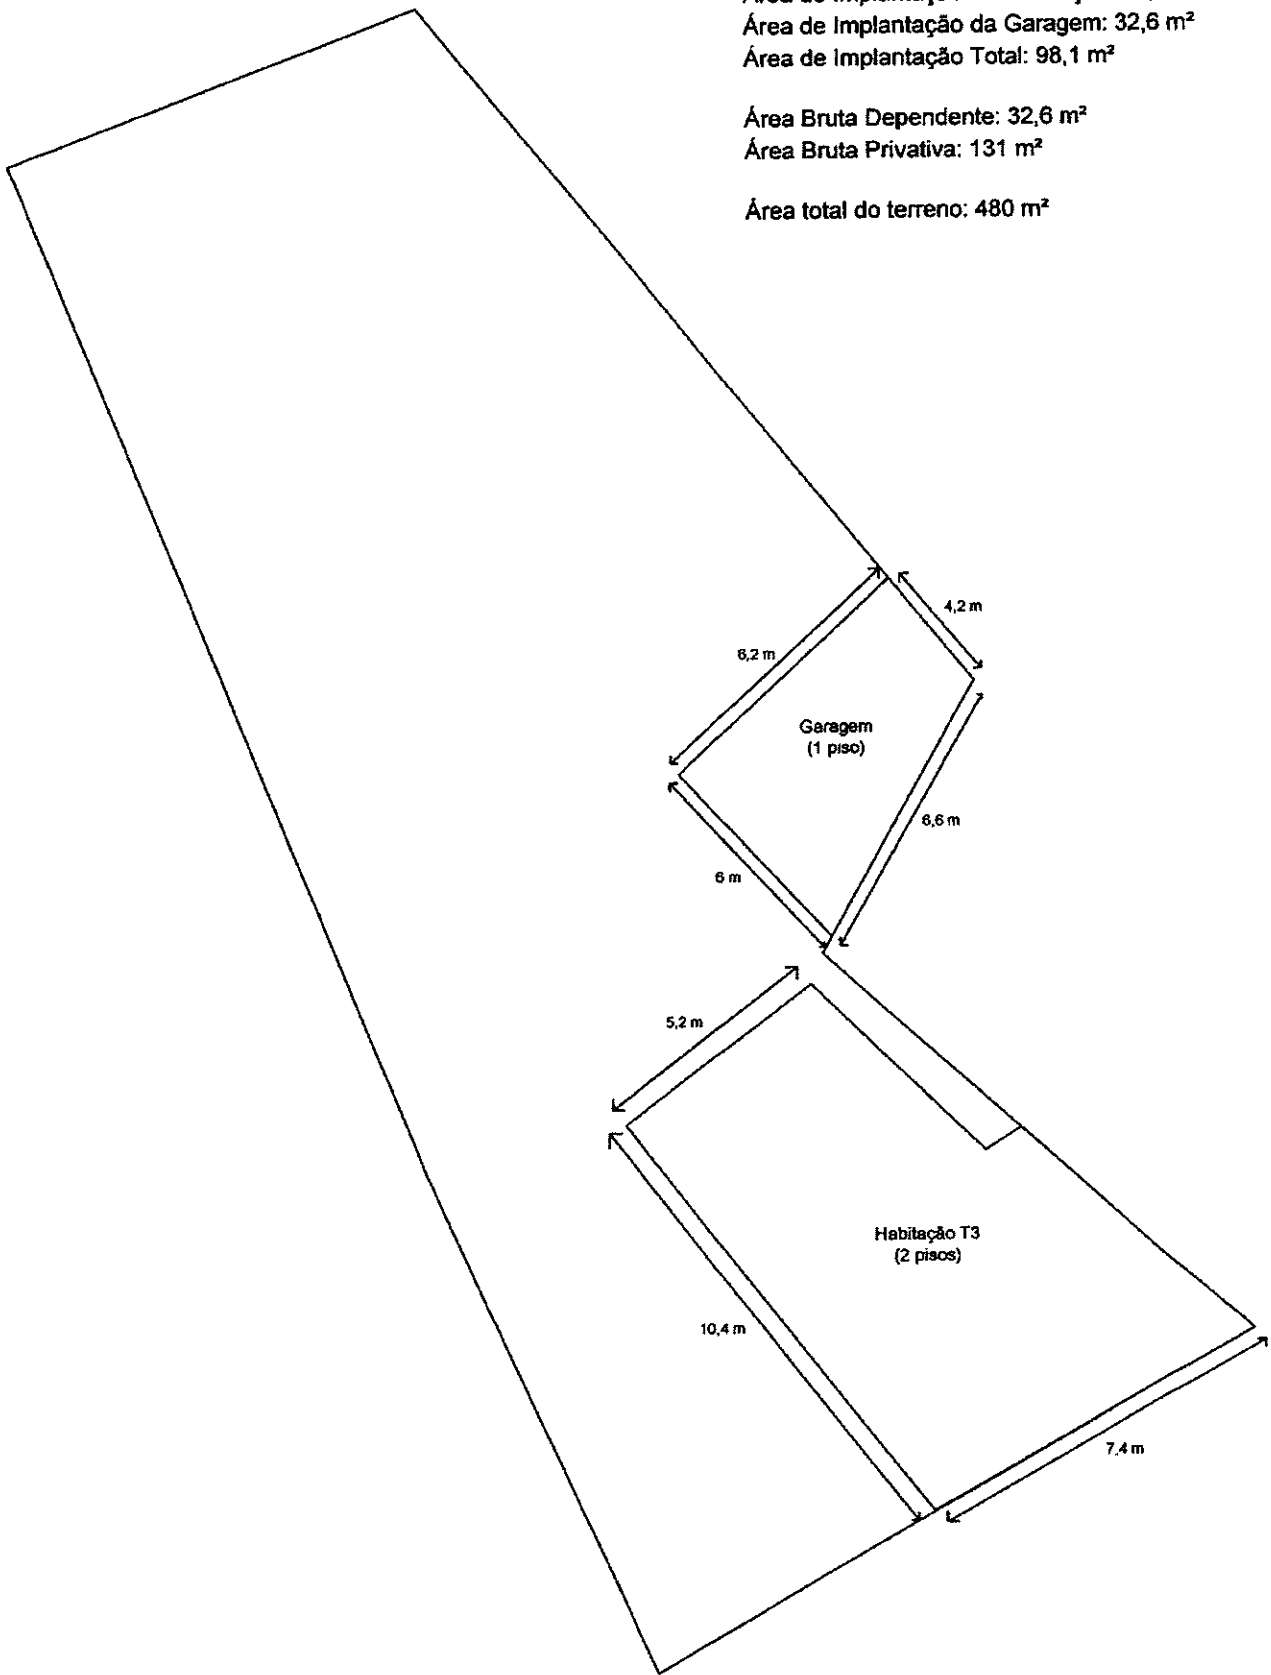 Área de Implantação da Garagem: 32,6 m²
Área de Implantação Total: 98,1 m²
Área Bruta Dependente: 32,6 m²
Área Bruta Privativa: 131 m²
Área total do terreno: 480 m²
4,2 m
6,2 m
Garagem
(1 piso)
6,6 m
6 m
5,2 m
Habitação T3
(2 pisos)
10,4 m
7,4 m